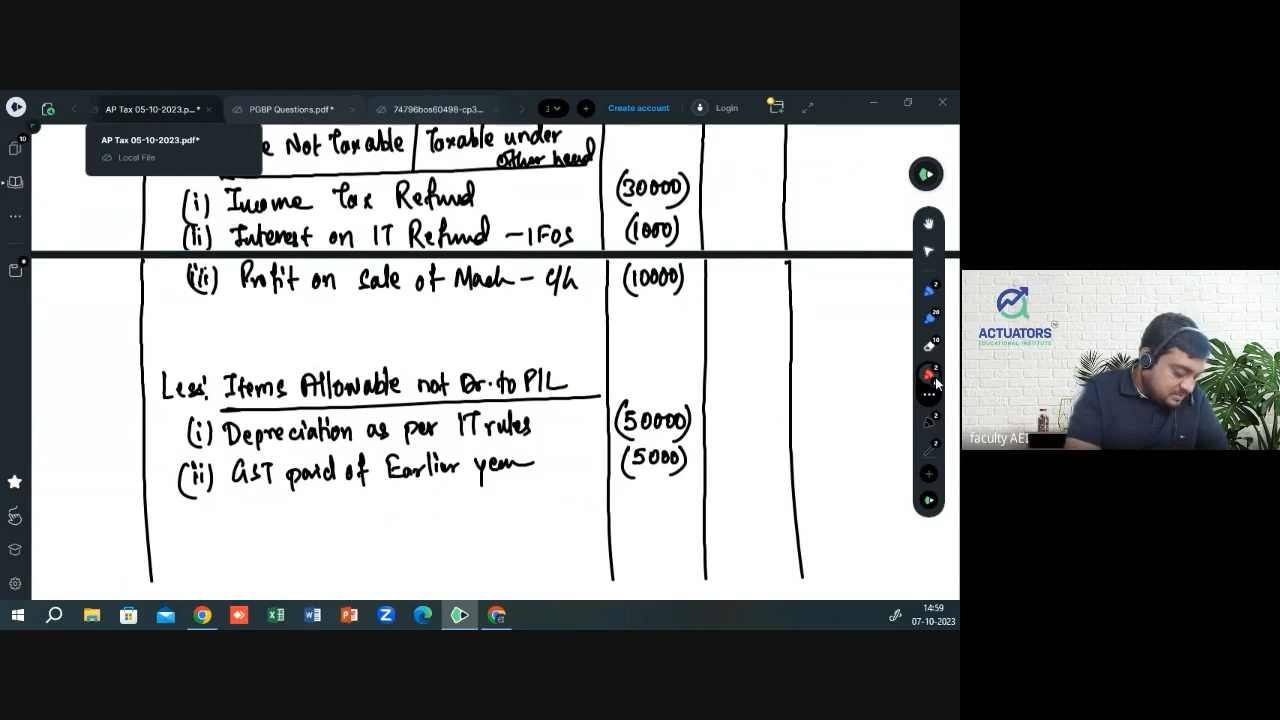 AP Tax 05-10-2023.p... *
PGBP Questions.pdf *
74796bos60498-cp3...
3
Create account
Login
AP Tax 05-10-2023.pdf*
Local File
Not Taxable
Taxable under
other head
(i) Income Tax Refund (30000)
(ii) Interest on IT Refund - IFOS (1000)
(iii) Profit on sale of Mach - C/G (10000)
Less: Items Allowable not Dr. to P/L
(i) Depreciation as per IT rules (50000)
(ii) GST paid of Earlier year (5000)
ACTUATORS
EDUCATIONAL INSTITUTE
faculty AEI
14:59
07-10-2023